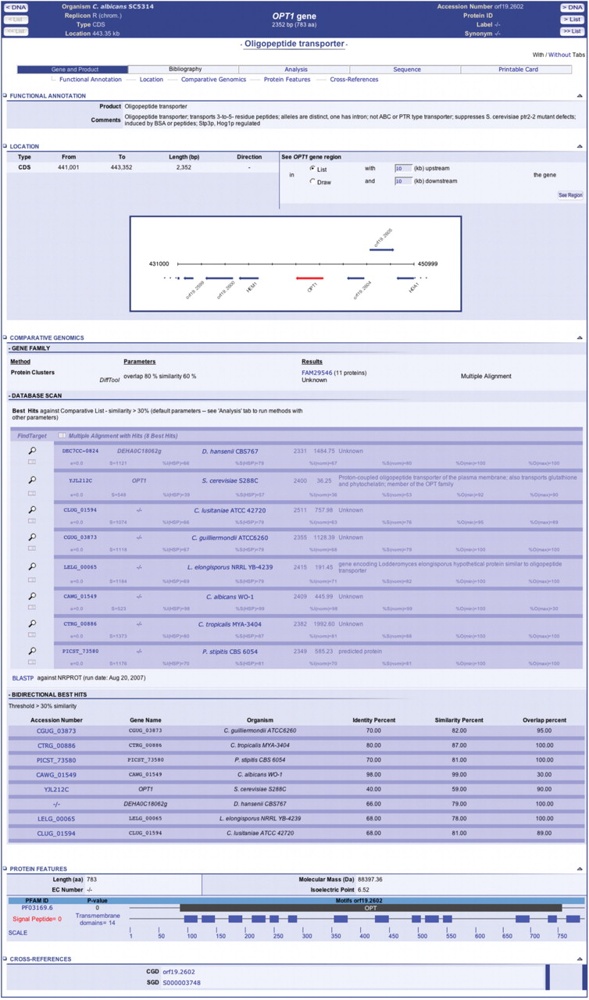 < DNA
< List
<< List
Organism C. albicans SC5314
Replicon R (chrom.)
Type CDS
Location 443.35 kb
OPT1 gene
2352 bp (783 aa)
Accession Number orf19.2602
Protein ID
Label -/-
Synonym -/-
> DNA
> List
>> List
- Oligopeptide transporter -
With / Without Tabs
Gene and Product Bibliography Analysis Sequence Printable Card
Functional Annotation Location Comparative Genomics Protein Features Cross-References
FUNCTIONAL ANNOTATION
Product Oligopeptide transporter
Comments Oligopeptide transporter; transports 3-to-5- residue peptides; alleles are distinct, one has intron; not ABC or PTR type transporter; suppresses S. cerevisiae ptr2-2 mutant defects;
induced by BSA or peptides; Stp3p, Hog1p regulated
LOCATION
Type From To Length (bp) Direction
CDS 441,001 443,352 2,352 -
See OPT1 gene region
in List with 10 (kb) upstream the gene
Draw and 10 (kb) downstream
See Region
orf19.2605
431000 450999
orf19.2599 orf19.2600 HEM1 OPT1 orf19.2604 HDA1
COMPARATIVE GENOMICS
- GENE FAMILY
Method Parameters Results
Protein Clusters DiffTool overlap 80 % similarity 60 % FAM29546 (11 proteins) Multiple Alignment
Unknown
- DATABASE SCAN
Best Hits against Comparative List - similarity > 30% (default parameters -- see 'Analysis' tab to run methods with
other parameters)
FindTarget Multiple Alignment with Hits (8 Best Hits)
DEC7CC-0824 DEHA0C18062g D. hansenii CBS767 2331 1484.75 Unknown
e=0.0 S=1121 %I(HSP)=66 %S(HSP)=79 %I(norm)=67 %S(norm)=80 %O(min)=100 %O(max)=100
YJL212C OPT1 S. cerevisiae S288C 2400 36.25 Proton-coupled oligopeptide transporter of the plasma membrane; also transports glutathione
and phytochelatin; member of the OPT family
e=0.0 S=546 %I(HSP)=39 %S(HSP)=57 %I(norm)=36 %S(norm)=53 %O(min)=92 %O(max)=90
CLUG_01594 -/- C. lusitaniae ATCC 42720 2511 757.98 Unknown
e=0.0 S=1074 %I(HSP)=66 %S(HSP)=79 %I(norm)=63 %S(norm)=76 %O(min)=95 %O(max)=89
CGUG_03873 -/- C. guilliermondii ATCC6260 2355 1128.39 Unknown
e=0.0 S=1118 %I(HSP)=67 %S(HSP)=79 %I(norm)=68 %S(norm)=79 %O(min)=100 %O(max)=100
LELG_00065 -/- L. elongisporus NRRL YB-4239 2415 191.45 gene encoding Lodderomyces elongisporus hypothetical protein similar to oligopeptide
transporter
e=0.0 S=1184 %I(HSP)=69 %S(HSP)=79 %I(norm)=71 %S(norm)=82 %O(min)=100 %O(max)=100
CAWG_01549 -/- C. albicans WO-1 2409 445.99 Unknown
e=0.0 S=523 %I(HSP)=98 %S(HSP)=99 %I(norm)=98 %S(norm)=99 %O(min)=100 %O(max)=30
CTRG_00886 -/- C. tropicalis MYA-3404 2382 1992.60 Unknown
e=0.0 S=1373 %I(HSP)=80 %S(HSP)=87 %I(norm)=81 %S(norm)=88 %O(min)=100 %O(max)=100
PICST_73580 -/- P. stipitis CBS 6054 2349 585.23 predicted protein
e=0.0 S=1176 %I(HSP)=70 %S(HSP)=81 %I(norm)=70 %S(norm)=81 %O(min)=100 %O(max)=100
BLASTP against NRPROT (run date: Aug 20, 2007)
- BIDIRECTIONAL BEST HITS
Threshold > 30% similarity
Accession Number Gene Name Organism Identity Percent Similarity Percent Overlap percent
CGUG_03873 CGUG_03873 C. guilliermondii ATCC6260 70.00 82.00 95.00
CTRG_00886 CTRG_00886 C. tropicalis MYA-3404 80.00 87.00 100.00
PICST_73580 PICST_73580 P. stipitis CBS 6054 70.00 81.00 100.00
CAWG_01549 CAWG_01549 C. albicans WO-1 98.00 99.00 30.00
YJL212C OPT1 S. cerevisiae S288C 40.00 59.00 90.00
-/- DEHA0C18062g D. hansenii CBS767 66.00 79.00 100.00
LELG_00065 LELG_00065 L. elongisporus NRRL YB-4239 68.00 78.00 100.00
CLUG_01594 CLUG_01594 C. lusitaniae ATCC 42720 68.00 81.00 89.00
PROTEIN FEATURES
Length (aa) 783 Molecular Mass (Da) 88397.36
EC Number -/- Isoelectric Point 6.52
PFAM ID P-value Motifs orf19.2602
PF03169.6 0 OPT
Signal Peptide= 0 Transmembrane
domains= 14
SCALE 1 50 100 150 200 250 300 350 400 450 500 550 600 650 700 750
CROSS-REFERENCES
CGD orf19.2602
SGD S000003748